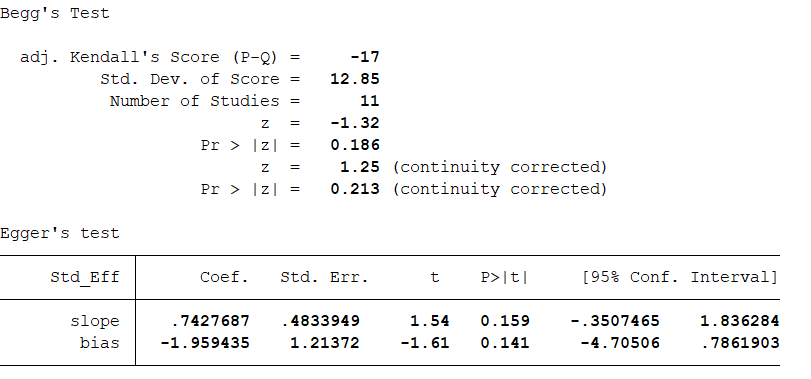 Begg's Test
adj. Kendall's Score (P-Q) = -17
Std. Dev. of Score = 12.85
Number of Studies = 11
z = -1.32
Pr > |z| = 0.186
z = 1.25 (continuity corrected)
Pr > |z| = 0.213 (continuity corrected)
Egger's test
Std_Eff Coef. Std. Err. t P>|t| [95% Conf. Interval]
slope .7427687 .4833949 1.54 0.159 -.3507465 1.836284
bias -1.959435 1.21372 -1.61 0.141 -4.70506 .7861903